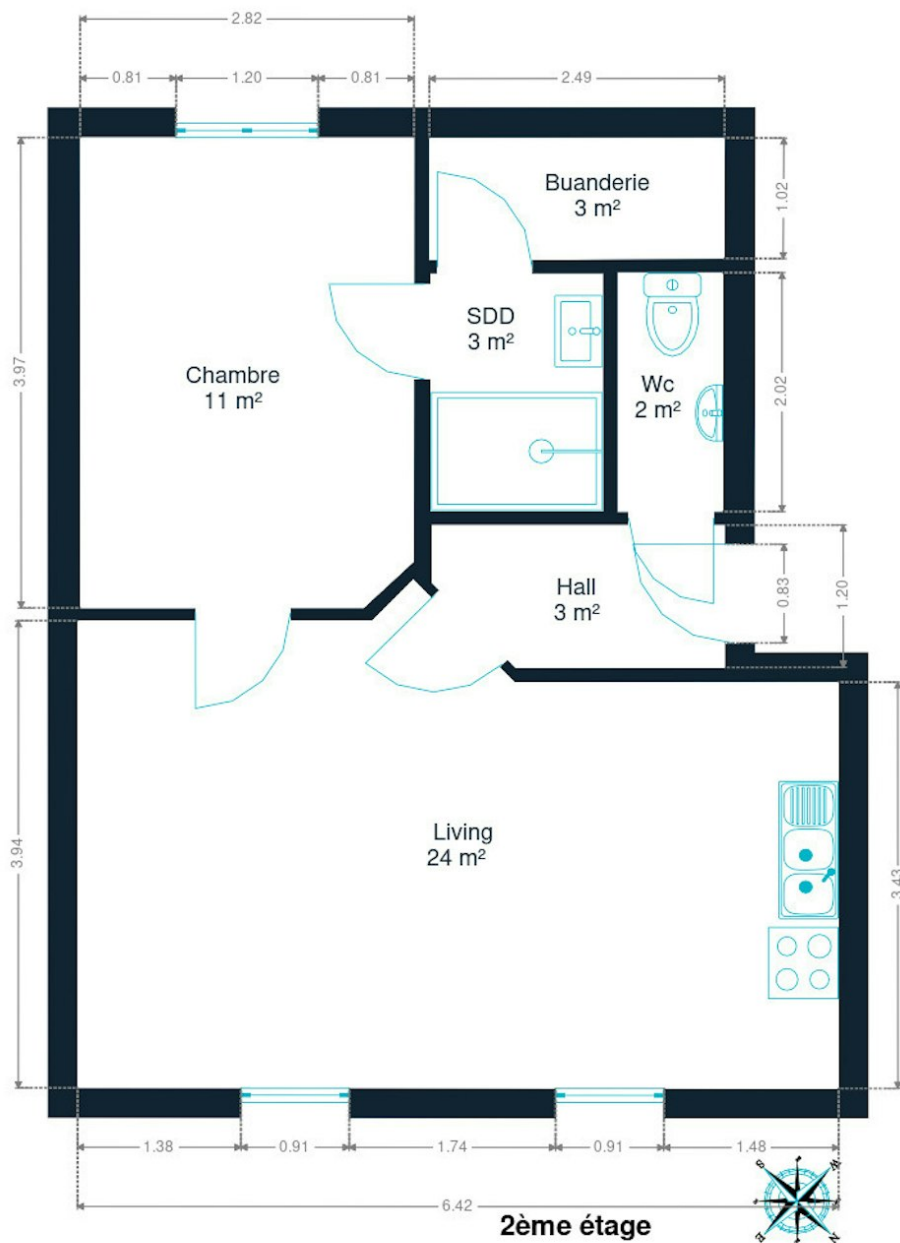 2.82
0.81
1.20
0.81
2.49
Buanderie
3 m²
1.02
SDD
3 m²
Chambre
11 m²
Wc
2 m²
2.02
3.97
Hall
3 m²
0.83
1.20
Living
24 m²
3.94
3.43
1.38
0.91
1.74
0.91
1.48
6.42
S
W
E
N
2ème étage